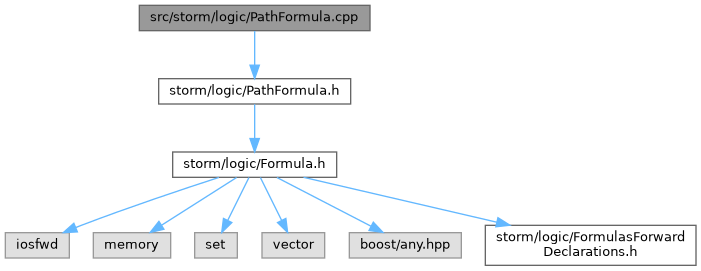 src/storm/logic/PathFormula.cpp
storm/logic/PathFormula.h
storm/logic/Formula.h
iosfwd
memory
set
vector
boost/any.hpp
storm/logic/FormulasForward
Declarations.h